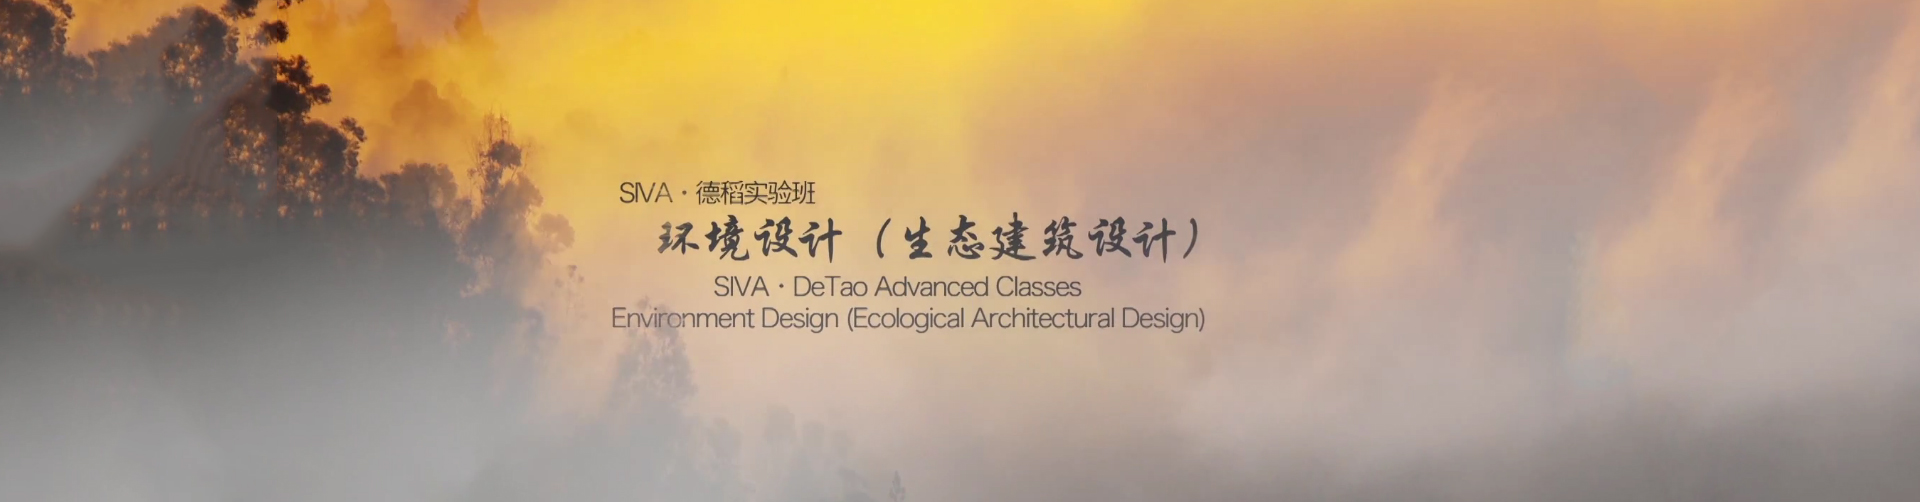 SIVA·德稻实验班
环境设计（生态建筑设计）
SIVA·DeTao Advanced Classes
Environment Design (Ecological Architectural Design)